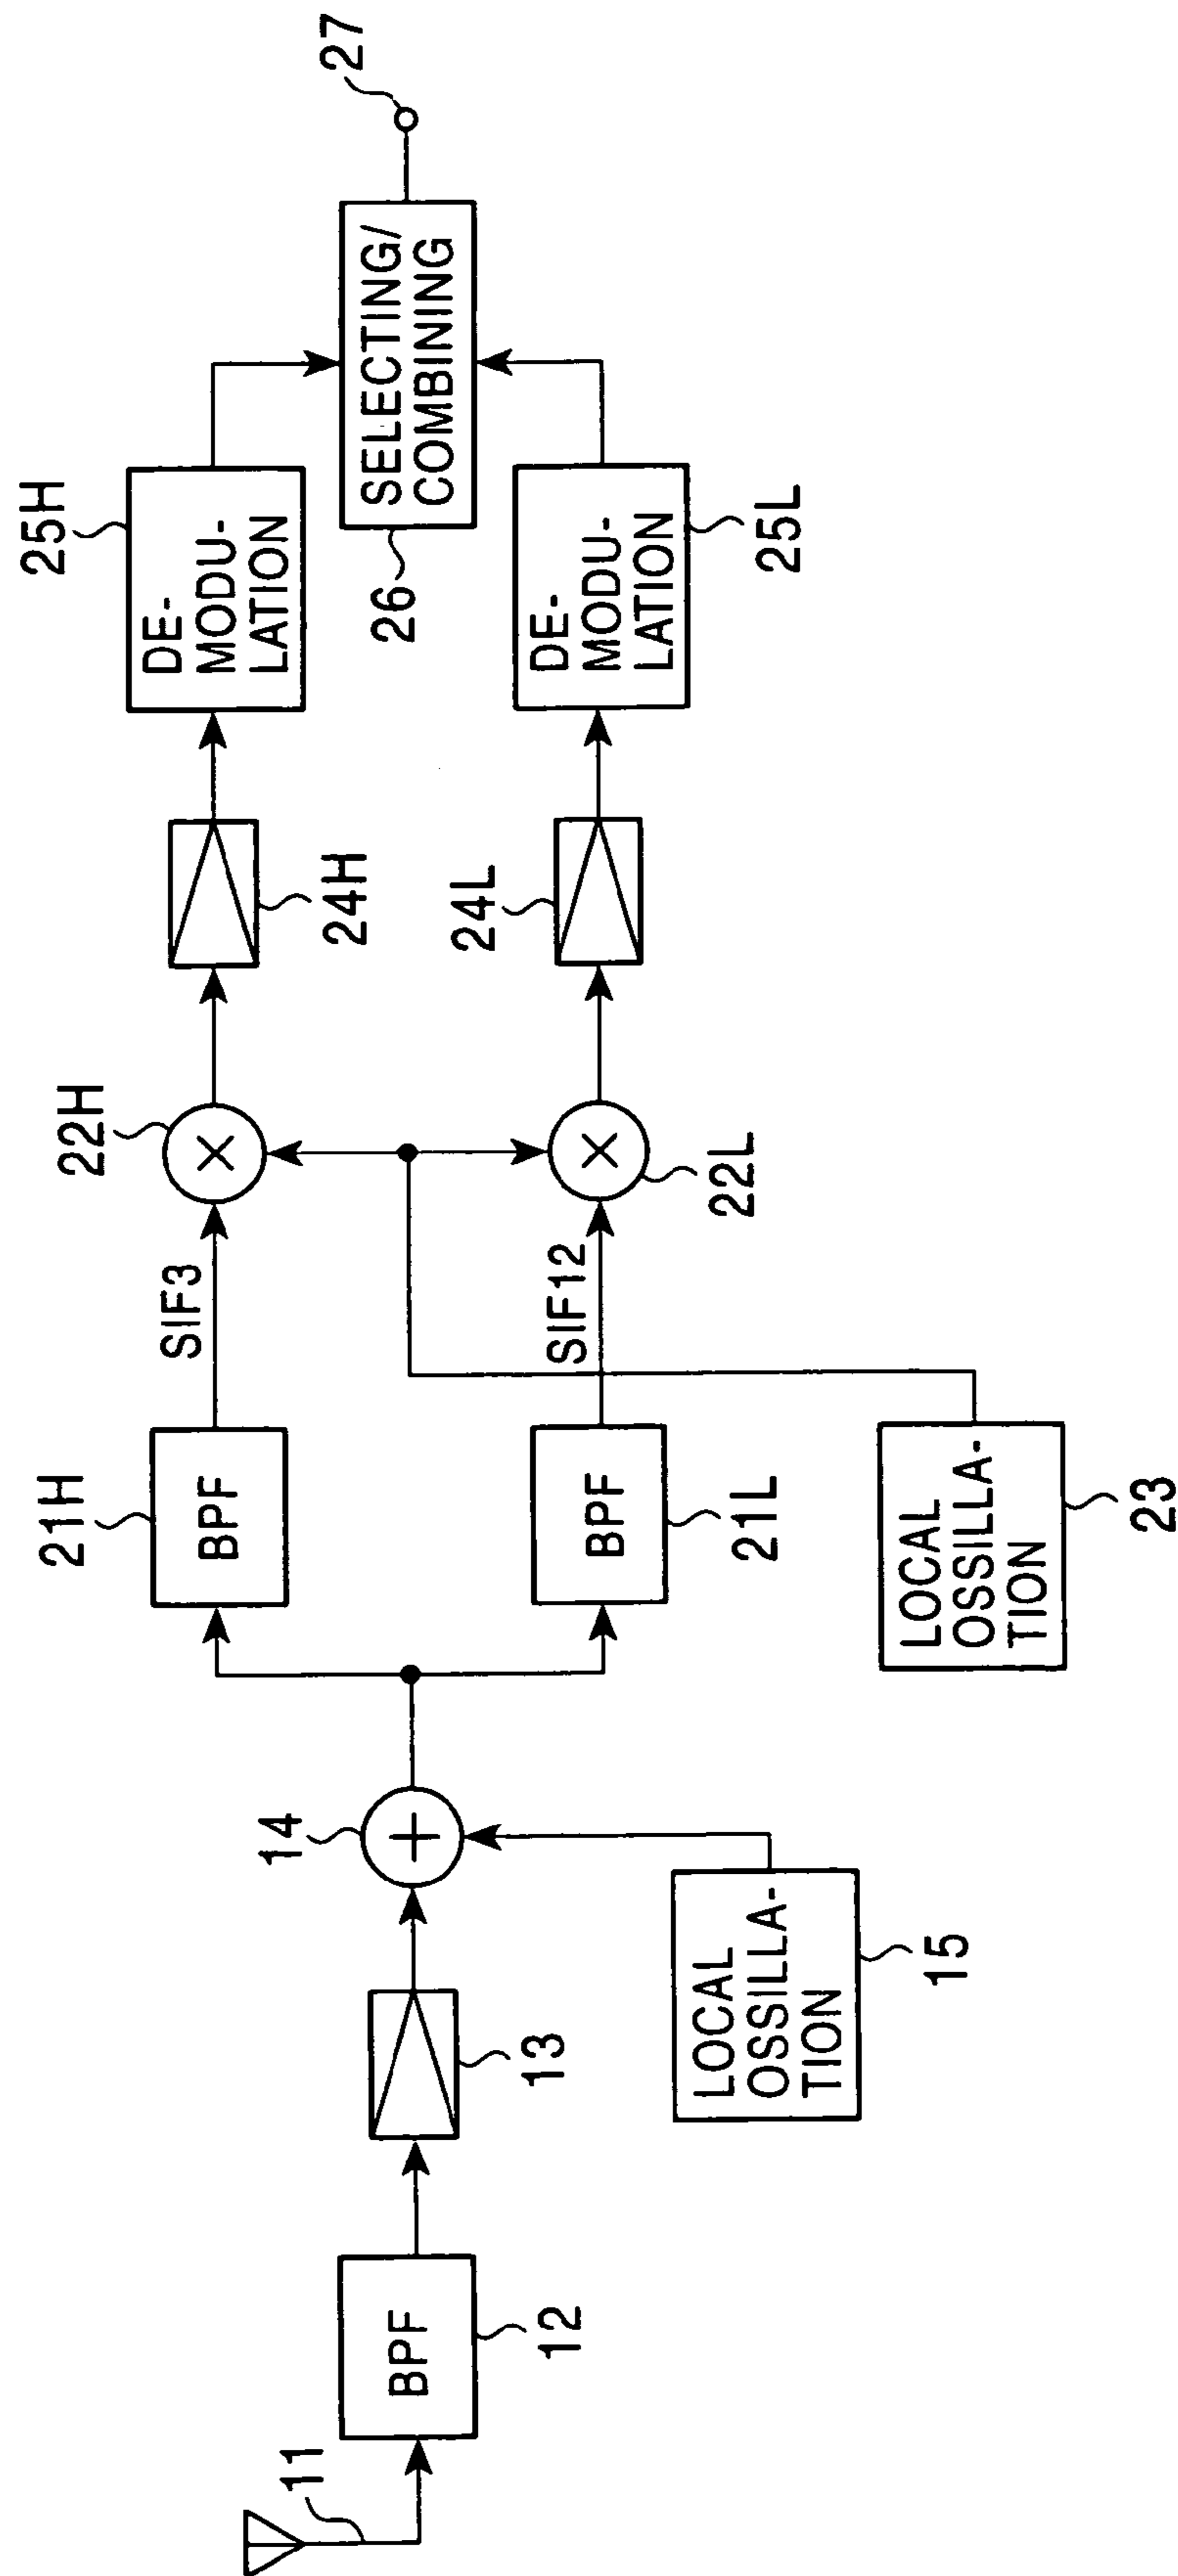 11
BPF
12
13
14
LOCAL
OSSILLA-
TION
15
21H
BPF
SIF3
22H
24H
25H
DE-
MODU-
LATION
BPF
21L
SIF12
22L
24L
DE-
MODU-
LATION
25L
LOCAL
OSSILLA-
TION
23
SELECTING/
COMBINING
26
27